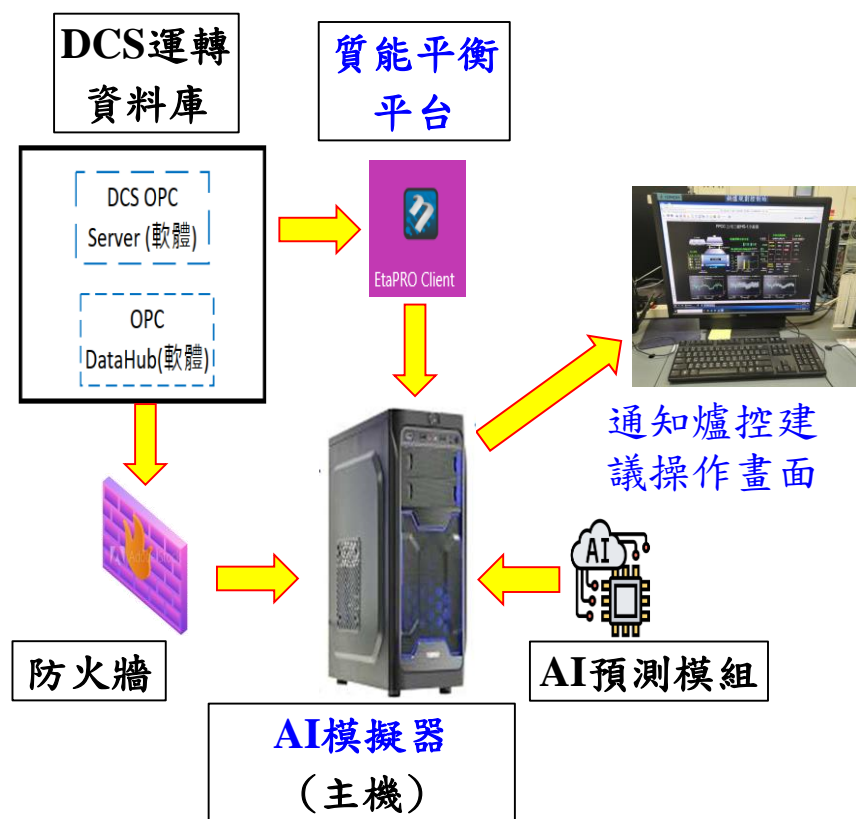 DCS運轉
資料庫
質能平衡
平台
DCS OPC
Server (軟體)
OPC
DataHub(軟體)
EtaPRO Client
通知爐控建
議操作畫面
AI
防火牆
AI預測模組
AI模擬器
（主機）